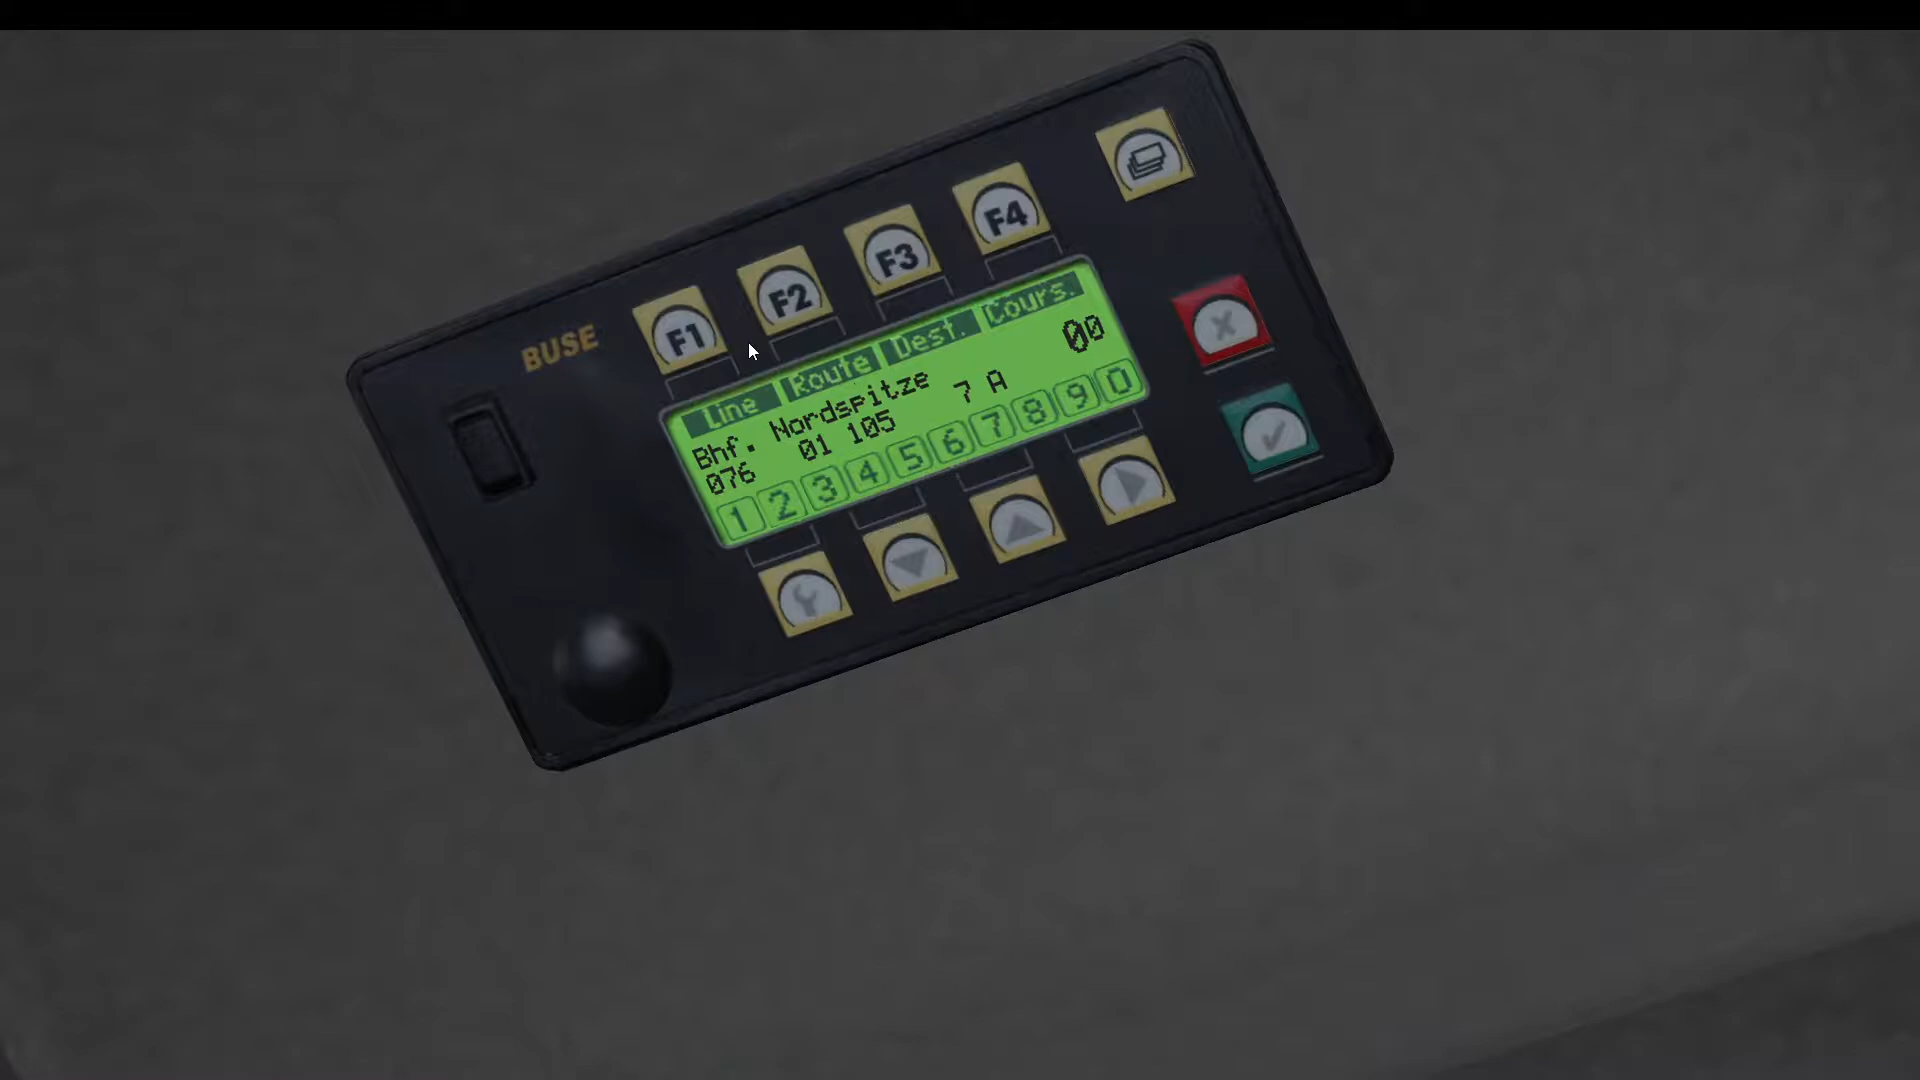 F1 F2 F3 F4
BUSE
Line Route Dest. Cours.
Bhf. Nordspitze 00
076 01 105 7 A
1 2 3 4 5 6 7 8 9 0